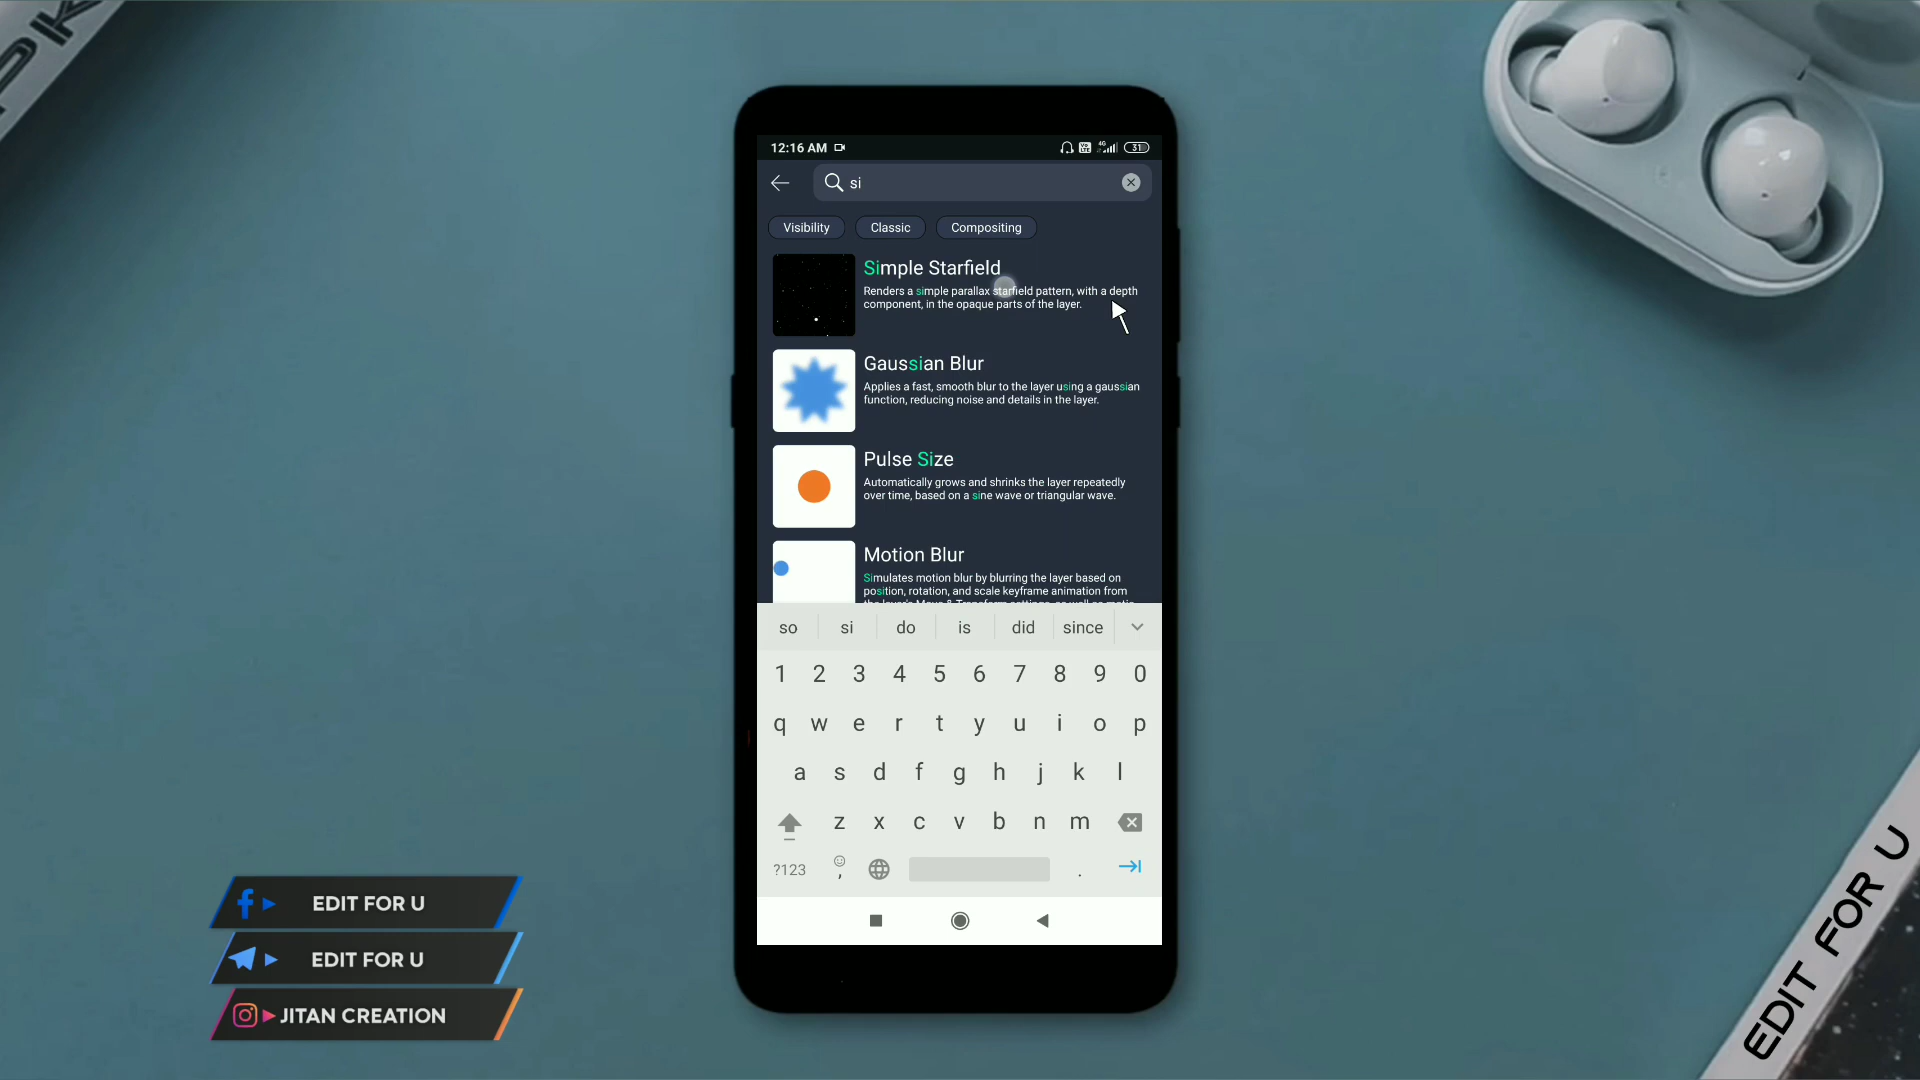 12:16 AM
Vo LTE
4G
31
si
Visibility
Classic
Compositing
Simple Starfield
Renders a simple parallax starfield pattern, with a depth
component, in the opaque parts of the layer.
Gaussian Blur
Applies a fast, smooth blur to the layer using a gaussian
function, reducing noise and details in the layer.
Pulse Size
Automatically grows and shrinks the layer repeatedly
over time, based on a sine wave or triangular wave.
Motion Blur
Simulates motion blur by blurring the layer based on
position, rotation, and scale keyframe animation from
so si do is did since
1 2 3 4 5 6 7 8 9 0
q w e r t y u i o p
a s d f g h j k l
z x c v b n m
?123 , .
EDIT FOR U
EDIT FOR U
JITAN CREATION
EDIT FOR U